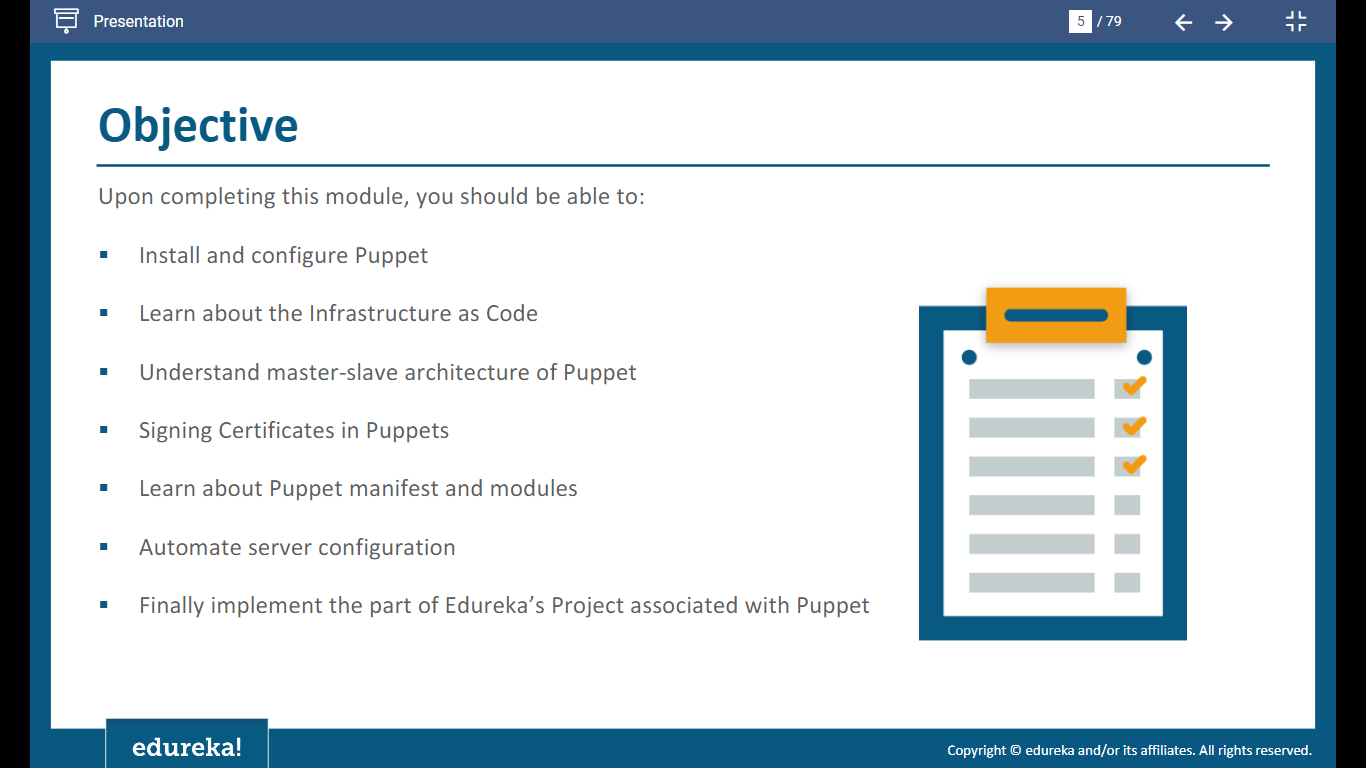 Presentation
5 / 79
Objective
Upon completing this module, you should be able to:
▪ Install and configure Puppet
▪ Learn about the Infrastructure as Code
▪ Understand master-slave architecture of Puppet
▪ Signing Certificates in Puppets
▪ Learn about Puppet manifest and modules
▪ Automate server configuration
▪ Finally implement the part of Edureka’s Project associated with Puppet
edureka!
Copyright © edureka and/or its affiliates. All rights reserved.